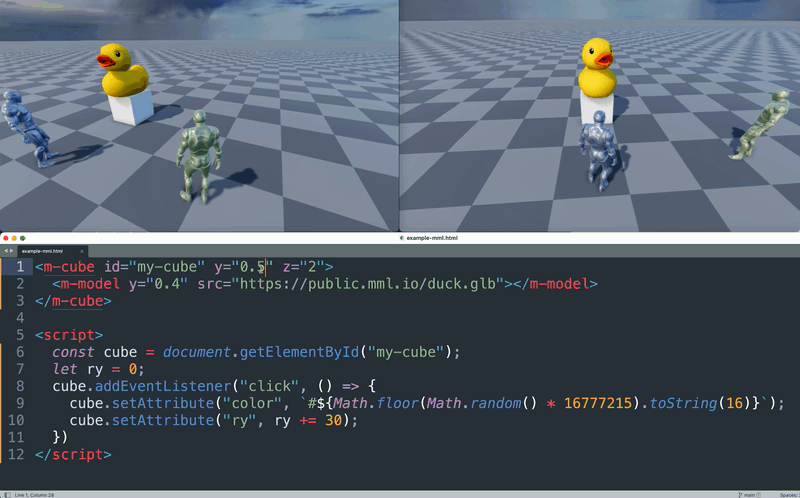 example-mml.html
example-mml.html
1 <m-cube id="my-cube" y="0.5" z="2">
2 <m-model y="0.4" src="https://public.mml.io/duck.glb"></m-model>
3 </m-cube>
4
5 <script>
6 const cube = document.getElementById("my-cube");
7 let ry = 0;
8 cube.addEventListener("click", () => {
9 cube.setAttribute("color", `#${Math.floor(Math.random() * 16777215).toString(16)}`);
10 cube.setAttribute("ry", ry += 30);
11 })
12 </script>
Line 1, Column 28
main
Spaces: